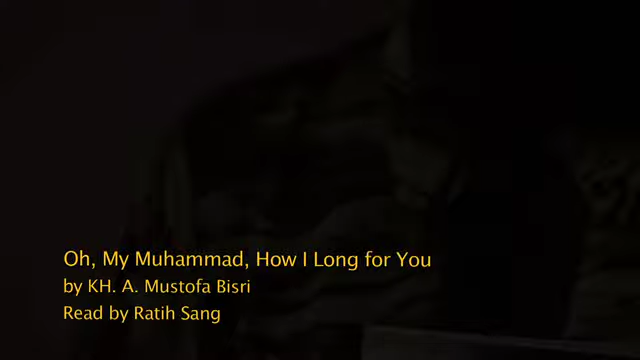 Oh, My Muhammad, How I Long for You
by KH. A. Mustofa Bisri
Read by Ratih Sang